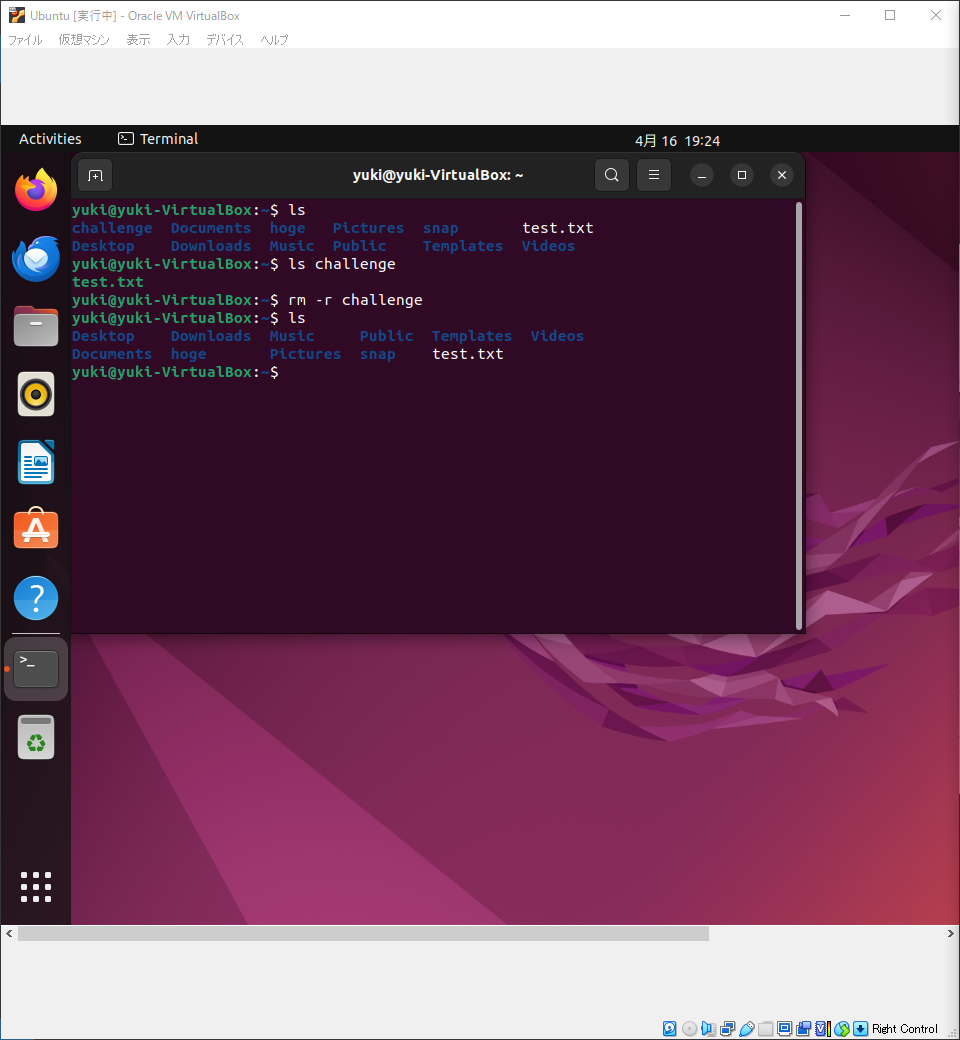 Ubuntu [実行中] - Oracle VM VirtualBox
ファイル 仮想マシン 表示 入力 デバイス ヘルプ
Activities Terminal 4月 16 19:24
yuki@yuki-VirtualBox: ~
yuki@yuki-VirtualBox:~$ ls
challenge Documents hoge Pictures snap test.txt
Desktop Downloads Music Public Templates Videos
yuki@yuki-VirtualBox:~$ ls challenge
test.txt
yuki@yuki-VirtualBox:~$ rm -r challenge
yuki@yuki-VirtualBox:~$ ls
Desktop Downloads Music Public Templates Videos
Documents hoge Pictures snap test.txt
yuki@yuki-VirtualBox:~$
Right Control